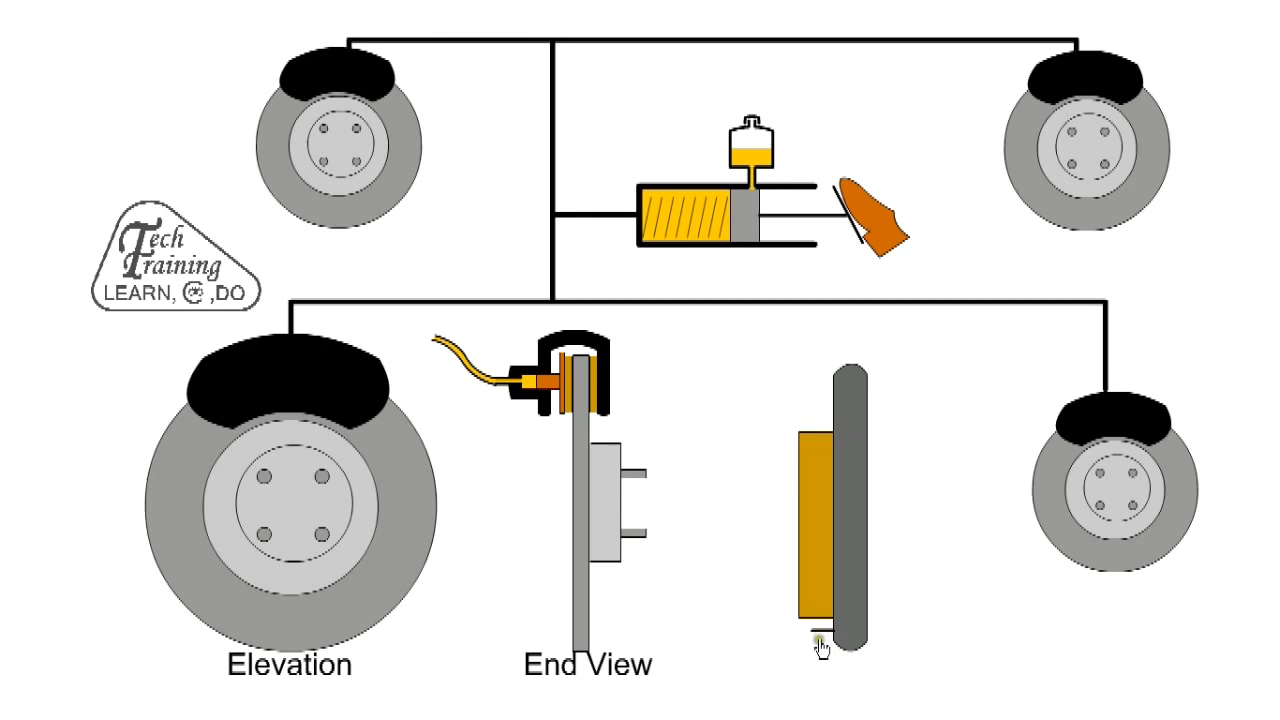 Tech
Training
LEARN, @ ,DO
Elevation
End View